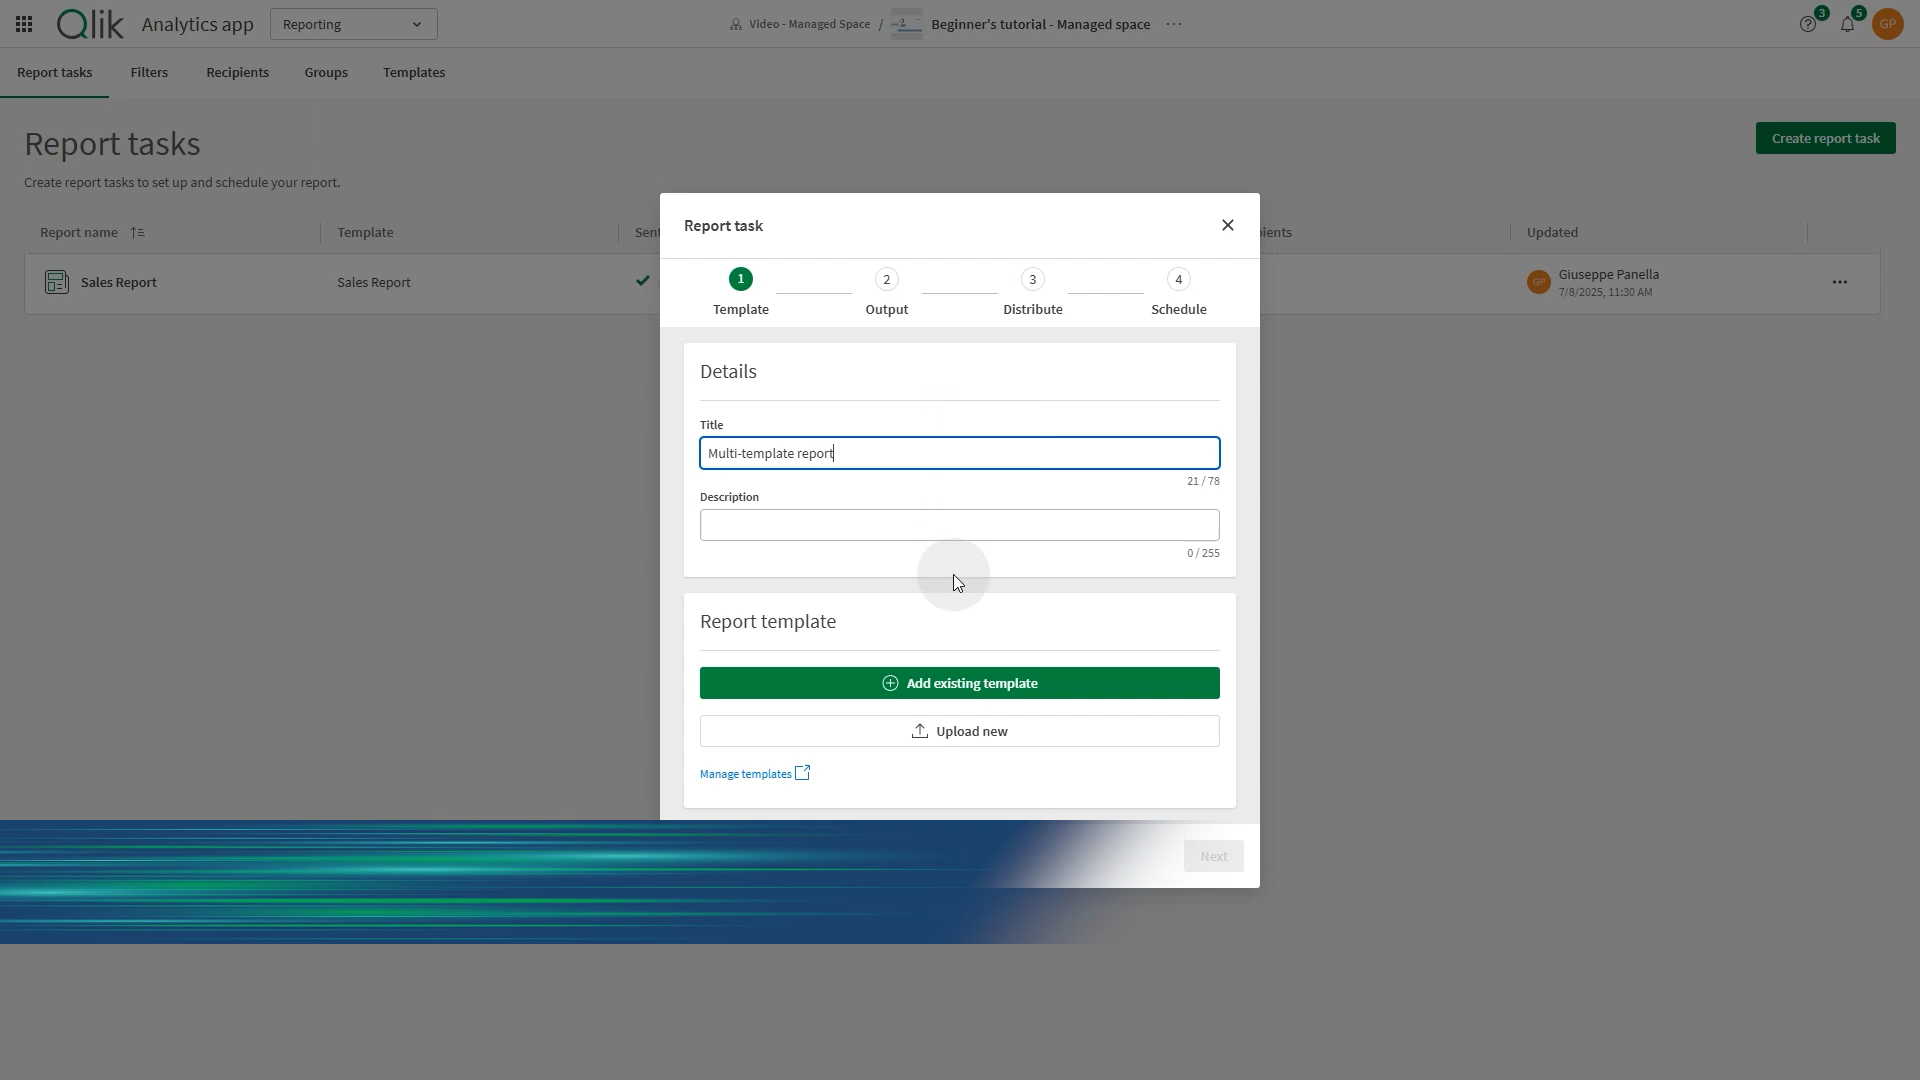 Qlik Analytics app Reporting Video - Managed Space / Beginner's tutorial - Managed space ··· 3 5 GP
Report tasks Filters Recipients Groups Templates
Report tasks
Create report task
Create report tasks to set up and schedule your report.
Report name Template Sent ients Updated
Sales Report Sales Report GP Giuseppe Panella
7/8/2025, 11:30 AM
Report task
1 2 3 4
Template Output Distribute Schedule
Details
Title
Multi-template report
21 / 78
Description
0 / 255
Report template
Add existing template
Upload new
Manage templates
Next